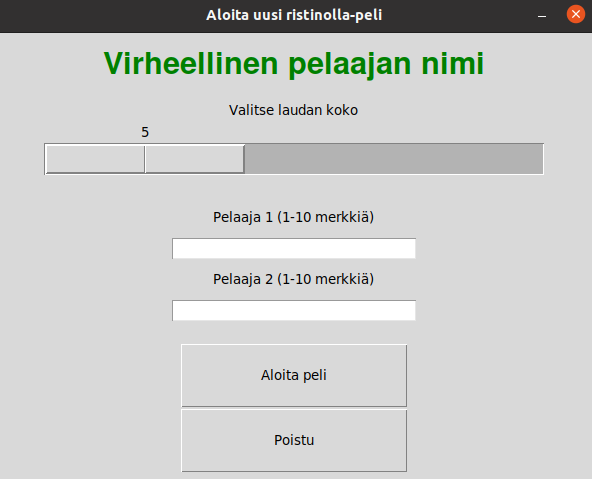 Aloita uusi ristinolla-peli
Virheellinen pelaajan nimi
Valitse laudan koko
5
Pelaaja 1 (1-10 merkkiä)
Pelaaja 2 (1-10 merkkiä)
Aloita peli
Poistu